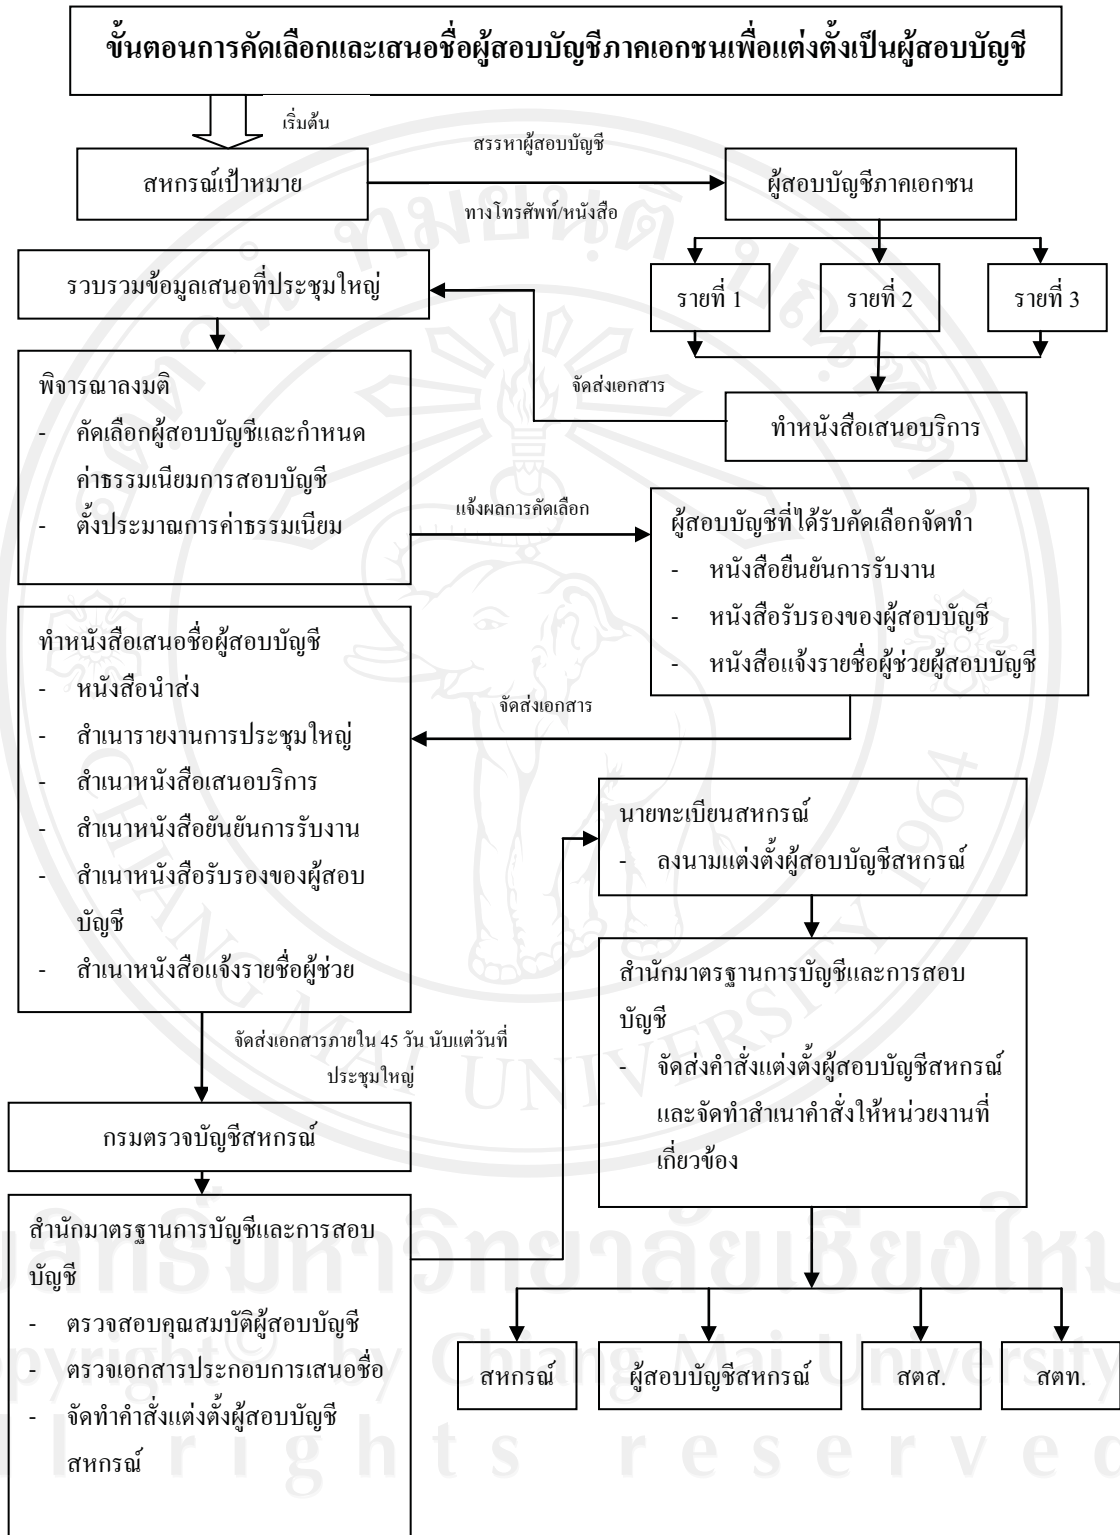 ขั้นตอนการคัดเลือกและเสนอชื่อผู้สอบบัญชีภาคเอกชนเพื่อแต่งตั้งเป็นผู้สอบบัญชี
เริ่มต้น
สหกรณ์เป้าหมาย
สรรหาผู้สอบบัญชี
ทางโทรศัพท์/หนังสือ
ผู้สอบบัญชีภาคเอกชน
รายที่ 1
รายที่ 2
รายที่ 3
ทำหนังสือเสนอบริการ
จัดส่งเอกสาร
รวบรวมข้อมูลเสนอที่ประชุมใหญ่
พิจารณาลงมติ
- คัดเลือกผู้สอบบัญชีและกำหนด
ค่าธรรมเนียมการสอบบัญชี
- ตั้งประมาณการค่าธรรมเนียม
แจ้งผลการคัดเลือก
ผู้สอบบัญชีที่ได้รับคัดเลือกจัดทำ
- หนังสือยืนยันการรับงาน
- หนังสือรับรองของผู้สอบบัญชี
- หนังสือแจ้งรายชื่อผู้ช่วยผู้สอบบัญชี
จัดส่งเอกสาร
ทำหนังสือเสนอชื่อผู้สอบบัญชี
- หนังสือนำส่ง
- สำเนารายงานการประชุมใหญ่
- สำเนาหนังสือเสนอบริการ
- สำเนาหนังสือยันยันการรับงาน
- สำเนาหนังสือรับรองของผู้สอบ
บัญชี
- สำเนาหนังสือแจ้งรายชื่อผู้ช่วย
จัดส่งเอกสารภายใน 45 วัน นับแต่วันที่
ประชุมใหญ่
กรมตรวจบัญชีสหกรณ์
สำนักมาตรฐานการบัญชีและการสอบ
บัญชี
- ตรวจสอบคุณสมบัติผู้สอบบัญชี
- ตรวจเอกสารประกอบการเสนอชื่อ
- จัดทำคำสั่งแต่งตั้งผู้สอบบัญชี
สหกรณ์
นายทะเบียนสหกรณ์
- ลงนามแต่งตั้งผู้สอบบัญชีสหกรณ์
สำนักมาตรฐานการบัญชีและการสอบ
บัญชี
- จัดส่งคำสั่งแต่งตั้งผู้สอบบัญชีสหกรณ์
และจัดทำสำเนาคำสั่งให้หน่วยงานที่
เกี่ยวข้อง
สหกรณ์
ผู้สอบบัญชีสหกรณ์
สตส.
สตท.
CHIANG MAI UNIVERSITY 1964
มหาวิทยาลัยเชียงใหม่
by Chiang Mai University
rights reserved